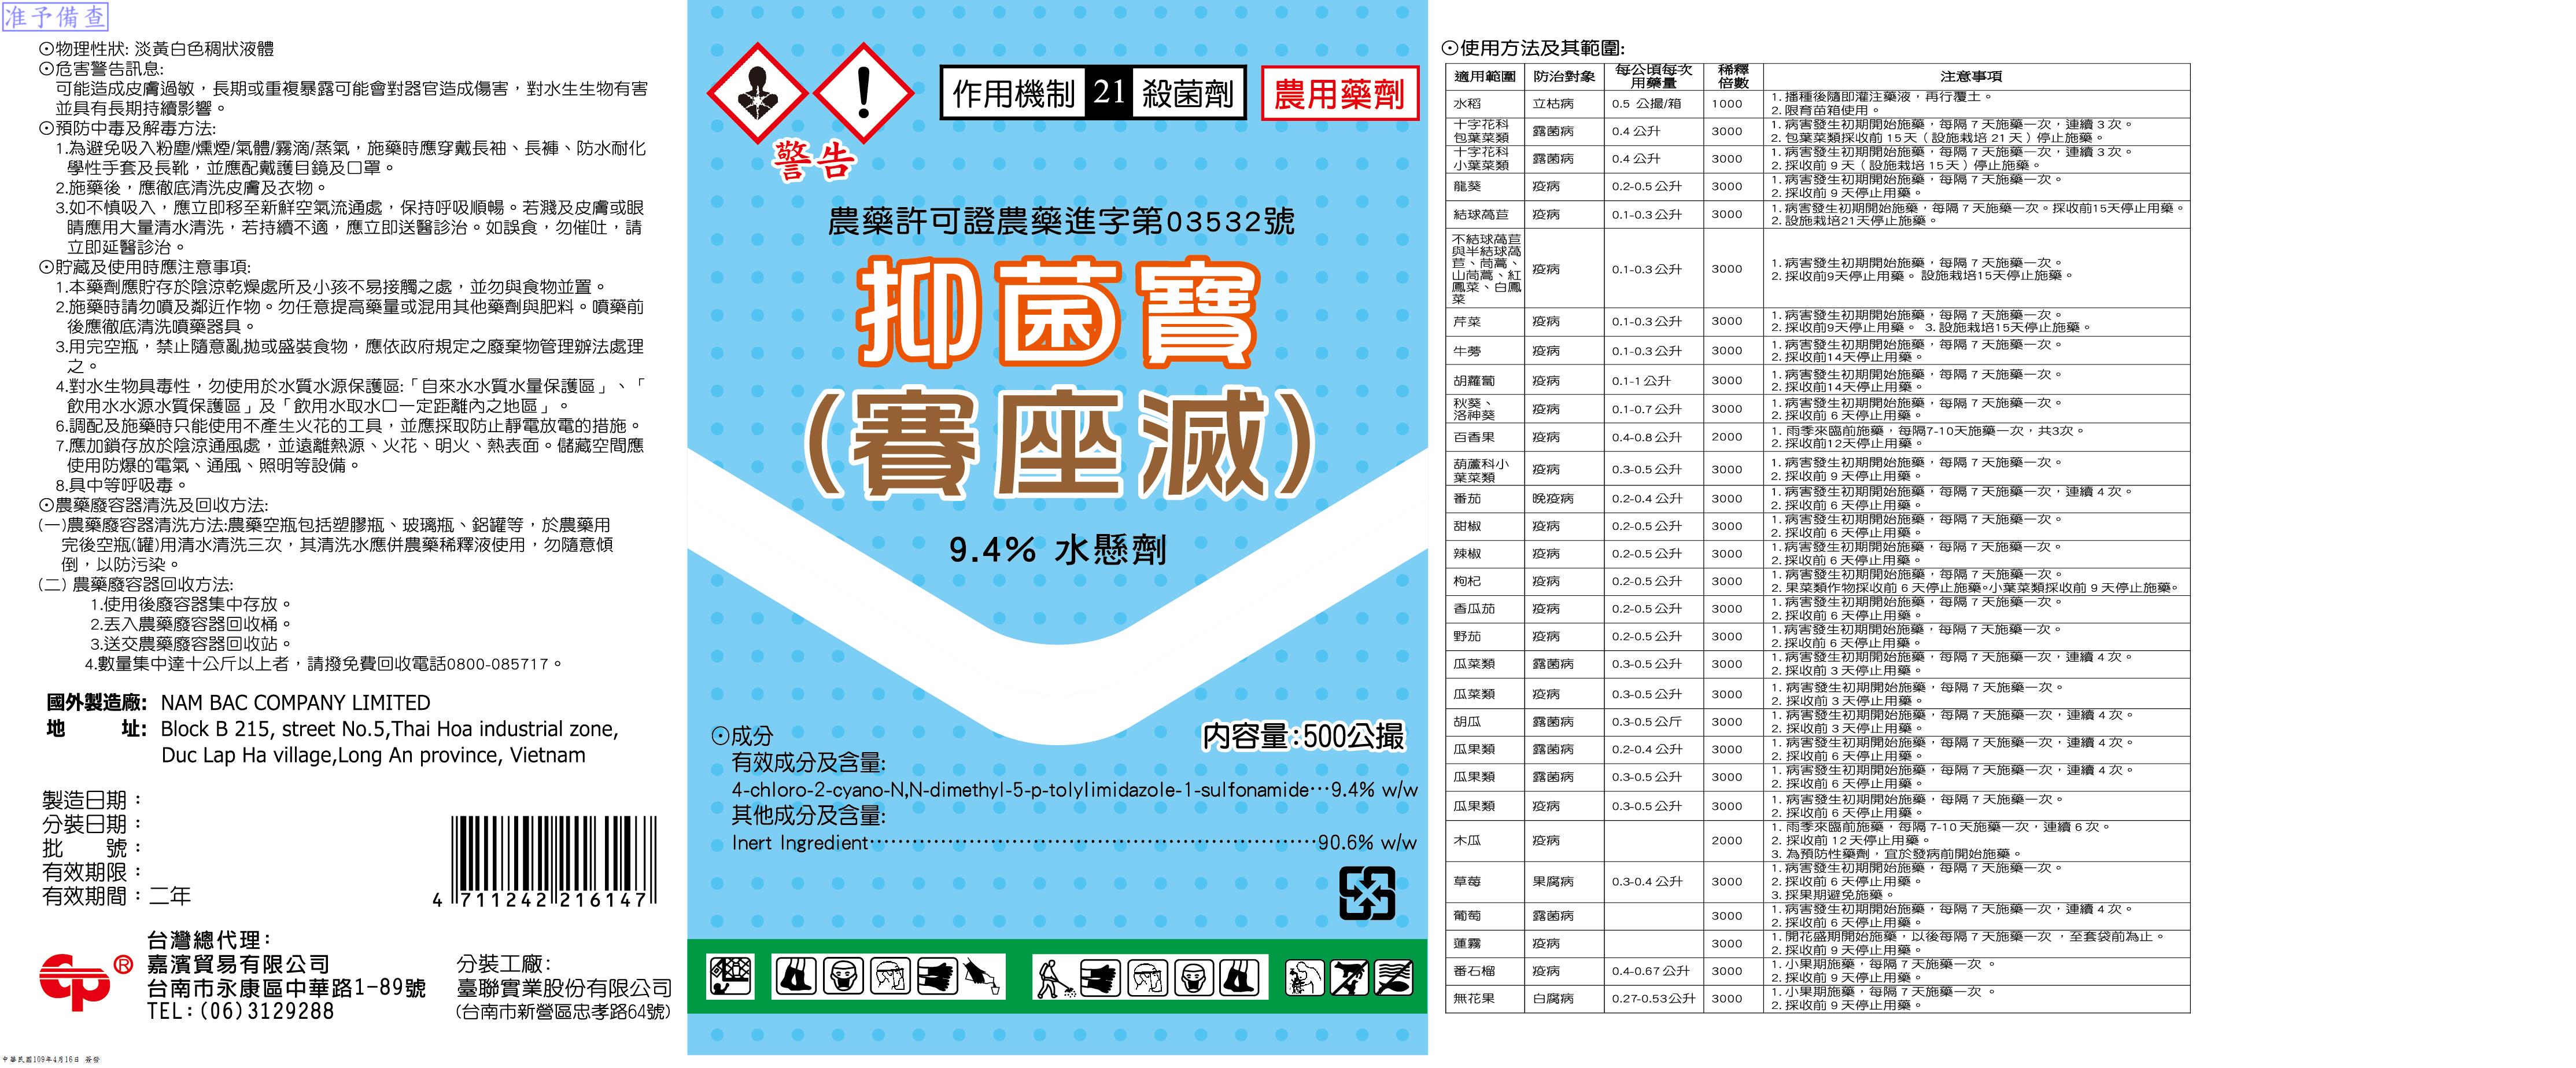 准予備查
⊙物理性狀: 淡黃白色稠狀液體
⊙危害警告訊息:
可能造成皮膚過敏，長期或重複暴露可能會對器官造成傷害，對水生生物有害
並具有長期持續影響。
⊙預防中毒及解毒方法:
1.為避免吸入粉塵/燻煙/氣體/霧滴/蒸氣，施藥時應穿戴長袖、長褲、防水耐化
學性手套及長靴，並應配戴護目鏡及口罩。
2.施藥後，應徹底清洗皮膚及衣物。
3.如不慎吸入，應立即移至新鮮空氣流通處，保持呼吸順暢。若濺及皮膚或眼
睛應用大量清水清洗，若持續不適，應立即送醫診治。如誤食，勿催吐，請
立即延醫診治。
⊙貯藏及使用時應注意事項:
1.本藥劑應貯存於陰涼乾燥處所及小孩不易接觸之處，並勿與食物並置。
2.施藥時請勿噴及鄰近作物。勿任意提高藥量或混用其他藥劑與肥料。噴藥前
後應徹底清洗噴藥器具。
3.用完空瓶，禁止隨意亂拋或盛裝食物，應依政府規定之廢棄物管理辦法處理
之。
4.對水生物具毒性，勿使用於水質水源保護區:「自來水水質水量保護區」、「
飲用水水源水質保護區」及「飲用水取水口一定距離內之地區」。
6.調配及施藥時只能使用不產生火花的工具，並應採取防止靜電放電的措施。
7.應加鎖存放於陰涼通風處，並遠離熱源、火花、明火、熱表面。儲藏空間應
使用防爆的電氣、通風、照明等設備。
8.具中等呼吸毒。
⊙農藥廢容器清洗及回收方法:
(一)農藥廢容器清洗方法:農藥空瓶包括塑膠瓶、玻璃瓶、鋁罐等，於農藥用
完後空瓶(罐)用清水清洗三次，其清洗水應併農藥稀釋液使用，勿隨意傾
倒，以防污染。
(二) 農藥廢容器回收方法:
1.使用後廢容器集中存放。
2.丟入農藥廢容器回收桶。
3.送交農藥廢容器回收站。
4.數量集中達十公斤以上者，請撥免費回收電話0800-085717。
國外製造廠: NAM BAC COMPANY LIMITED
地 址: Block B 215, street No.5,Thai Hoa industrial zone,
Duc Lap Ha village,Long An province, Vietnam
製造日期：
分裝日期：
批 號：
有效期限：
有效期間：二年
4 711242 216147
Cp®
台灣總代理：
嘉濱貿易有限公司
台南市永康區中華路1-89號
TEL：(06)3129288
分裝工廠：
臺聯實業股份有限公司
(台南市新營區忠孝路64號)
中華民國109年4月16日 簽發
警告
作用機制 21 殺菌劑
農用藥劑
農藥許可證農藥進字第03532號
抑菌寶
(賽座滅)
9.4% 水懸劑
內容量:500公撮
⊙成分
有效成分及含量:
4-chloro-2-cyano-N,N-dimethyl-5-p-tolylimidazole-1-sulfonamide…9.4% w/w
其他成分及含量:
Inert Ingredient……………………………………90.6% w/w
⊙使用方法及其範圍:
適用範圍 防治對象 每公頃每次用藥量 稀釋倍數 注意事項
水稻 立枯病 0.5 公撮/箱 1000 1. 播種後隨即灌注藥液，再行覆土。
2. 限育苗箱使用。
十字花科包葉菜類 露菌病 0.4 公升 3000 1. 病害發生初期開始施藥，每隔 7 天施藥一次，連續 3 次。
2. 包葉菜類採收前 15 天（設施栽培 21 天）停止施藥。
十字花科小葉菜類 露菌病 0.4 公升 3000 1. 病害發生初期開始施藥，每隔 7 天施藥一次，連續 3 次。
2. 採收前 9 天（設施栽培 15 天）停止施藥。
龍葵 疫病 0.2-0.5 公升 3000 1. 病害發生初期開始施藥，每隔 7 天施藥一次。
2. 採收前 9 天停止用藥。
結球萵苣 疫病 0.1-0.3 公升 3000 1. 病害發生初期開始施藥，每隔 7 天施藥一次。採收前15天停止用藥。
2. 設施栽培21天停止施藥。
不結球萵苣與半結球萵苣、茼蒿、山茼蒿、紅鳳菜、白鳳菜 疫病 0.1-0.3 公升 3000 1. 病害發生初期開始施藥，每隔 7 天施藥一次。
2. 採收前9天停止用藥。 設施栽培15天停止施藥。
芹菜 疫病 0.1-0.3 公升 3000 1. 病害發生初期開始施藥，每隔 7 天施藥一次。
2. 採收前9天停止用藥。 3. 設施栽培15天停止施藥。
牛蒡 疫病 0.1-0.3 公升 3000 1. 病害發生初期開始施藥，每隔 7 天施藥一次。
2. 採收前14天停止用藥。
胡蘿蔔 疫病 0.1-1 公升 3000 1. 病害發生初期開始施藥，每隔 7 天施藥一次。
2. 採收前14天停止用藥。
秋葵、洛神葵 疫病 0.1-0.7 公升 3000 1. 病害發生初期開始施藥，每隔 7 天施藥一次。
2. 採收前 6 天停止用藥。
百香果 疫病 0.4-0.8 公升 2000 1. 雨季來臨前施藥，每隔7-10天施藥一次，共3次。
2. 採收前12天停止用藥。
葫蘆科小葉菜類 疫病 0.3-0.5 公升 3000 1. 病害發生初期開始施藥，每隔 7 天施藥一次。
2. 採收前 9 天停止用藥。
番茄 晚疫病 0.2-0.4 公升 3000 1. 病害發生初期開始施藥，每隔 7 天施藥一次，連續 4 次。
2. 採收前 6 天停止用藥。
甜椒 疫病 0.2-0.5 公升 3000 1. 病害發生初期開始施藥，每隔 7 天施藥一次。
2. 採收前 6 天停止用藥。
辣椒 疫病 0.2-0.5 公升 3000 1. 病害發生初期開始施藥，每隔 7 天施藥一次。
2. 採收前 6 天停止用藥。
枸杞 疫病 0.2-0.5 公升 3000 1. 病害發生初期開始施藥，每隔 7 天施藥一次。
2. 果菜類作物採收前 6 天停止施藥。小葉菜類採收前 9 天停止施藥。
香瓜茄 疫病 0.2-0.5 公升 3000 1. 病害發生初期開始施藥，每隔 7 天施藥一次。
2. 採收前 6 天停止用藥。
野茄 疫病 0.2-0.5 公升 3000 1. 病害發生初期開始施藥，每隔 7 天施藥一次。
2. 採收前 6 天停止用藥。
瓜菜類 露菌病 0.3-0.5 公升 3000 1. 病害發生初期開始施藥，每隔 7 天施藥一次，連續 4 次。
2. 採收前 3 天停止用藥。
瓜菜類 疫病 0.3-0.5 公升 3000 1. 病害發生初期開始施藥，每隔 7 天施藥一次。
2. 採收前 3 天停止用藥。
胡瓜 露菌病 0.3-0.5 公斤 3000 1. 病害發生初期開始施藥，每隔 7 天施藥一次，連續 4 次。
2. 採收前 3 天停止用藥。
瓜果類 露菌病 0.2-0.4 公升 3000 1. 病害發生初期開始施藥，每隔 7 天施藥一次，連續 4 次。
2. 採收前 6 天停止用藥。
瓜果類 露菌病 0.3-0.5 公升 3000 1. 病害發生初期開始施藥，每隔 7 天施藥一次，連續 4 次。
2. 採收前 6 天停止用藥。
瓜果類 疫病 0.3-0.5 公升 3000 1. 病害發生初期開始施藥，每隔 7 天施藥一次。
2. 採收前 6 天停止用藥。
木瓜 疫病 2000 1. 雨季來臨前施藥，每隔 7-10 天施藥一次，連續 6 次。
2. 採收前 12 天停止用藥。
3. 為預防性藥劑，宜於發病前開始施藥。
草莓 果腐病 0.3-0.4 公升 3000 1. 病害發生初期開始施藥，每隔 7 天施藥一次。
2. 採收前 6 天停止用藥。
3. 採果期避免施藥。
葡萄 露菌病 3000 1. 病害發生初期開始施藥，每隔 7 天施藥一次，連續 4 次。
2. 採收前 6 天停止用藥。
蓮霧 疫病 3000 1. 開花盛期開始施藥，以後每隔 7 天施藥一次 ，至套袋前為止。
2. 採收前 9 天停止用藥。
番石榴 疫病 0.4-0.67 公升 3000 1. 小果期施藥，每隔 7 天施藥一次 。
2. 採收前 9 天停止用藥。
無花果 白腐病 0.27-0.53公升 3000 1. 小果期施藥，每隔 7 天施藥一次 。
2. 採收前 9 天停止用藥。